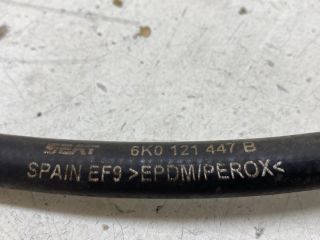 SEAT 6K0 121 447 B
SPAIN EF9 >EPDM/PEROX<